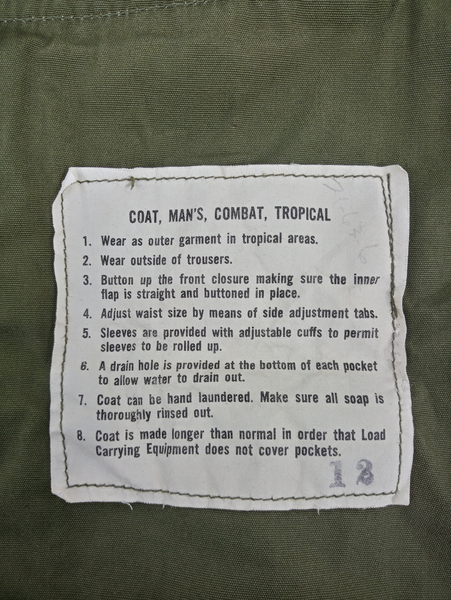 COAT, MAN'S, COMBAT, TROPICAL
1. Wear as outer garment in tropical areas.
2. Wear outside of trousers.
3. Button up the front closure making sure the inner
flap is straight and buttoned in place.
4. Adjust waist size by means of side adjustment tabs.
5. Sleeves are provided with adjustable cuffs to permit
sleeves to be rolled up.
6. A drain hole is provided at the bottom of each pocket
to allow water to drain out.
7. Coat can be hand laundered. Make sure all soap is
thoroughly rinsed out.
8. Coat is made longer than normal in order that Load
Carrying Equipment does not cover pockets.